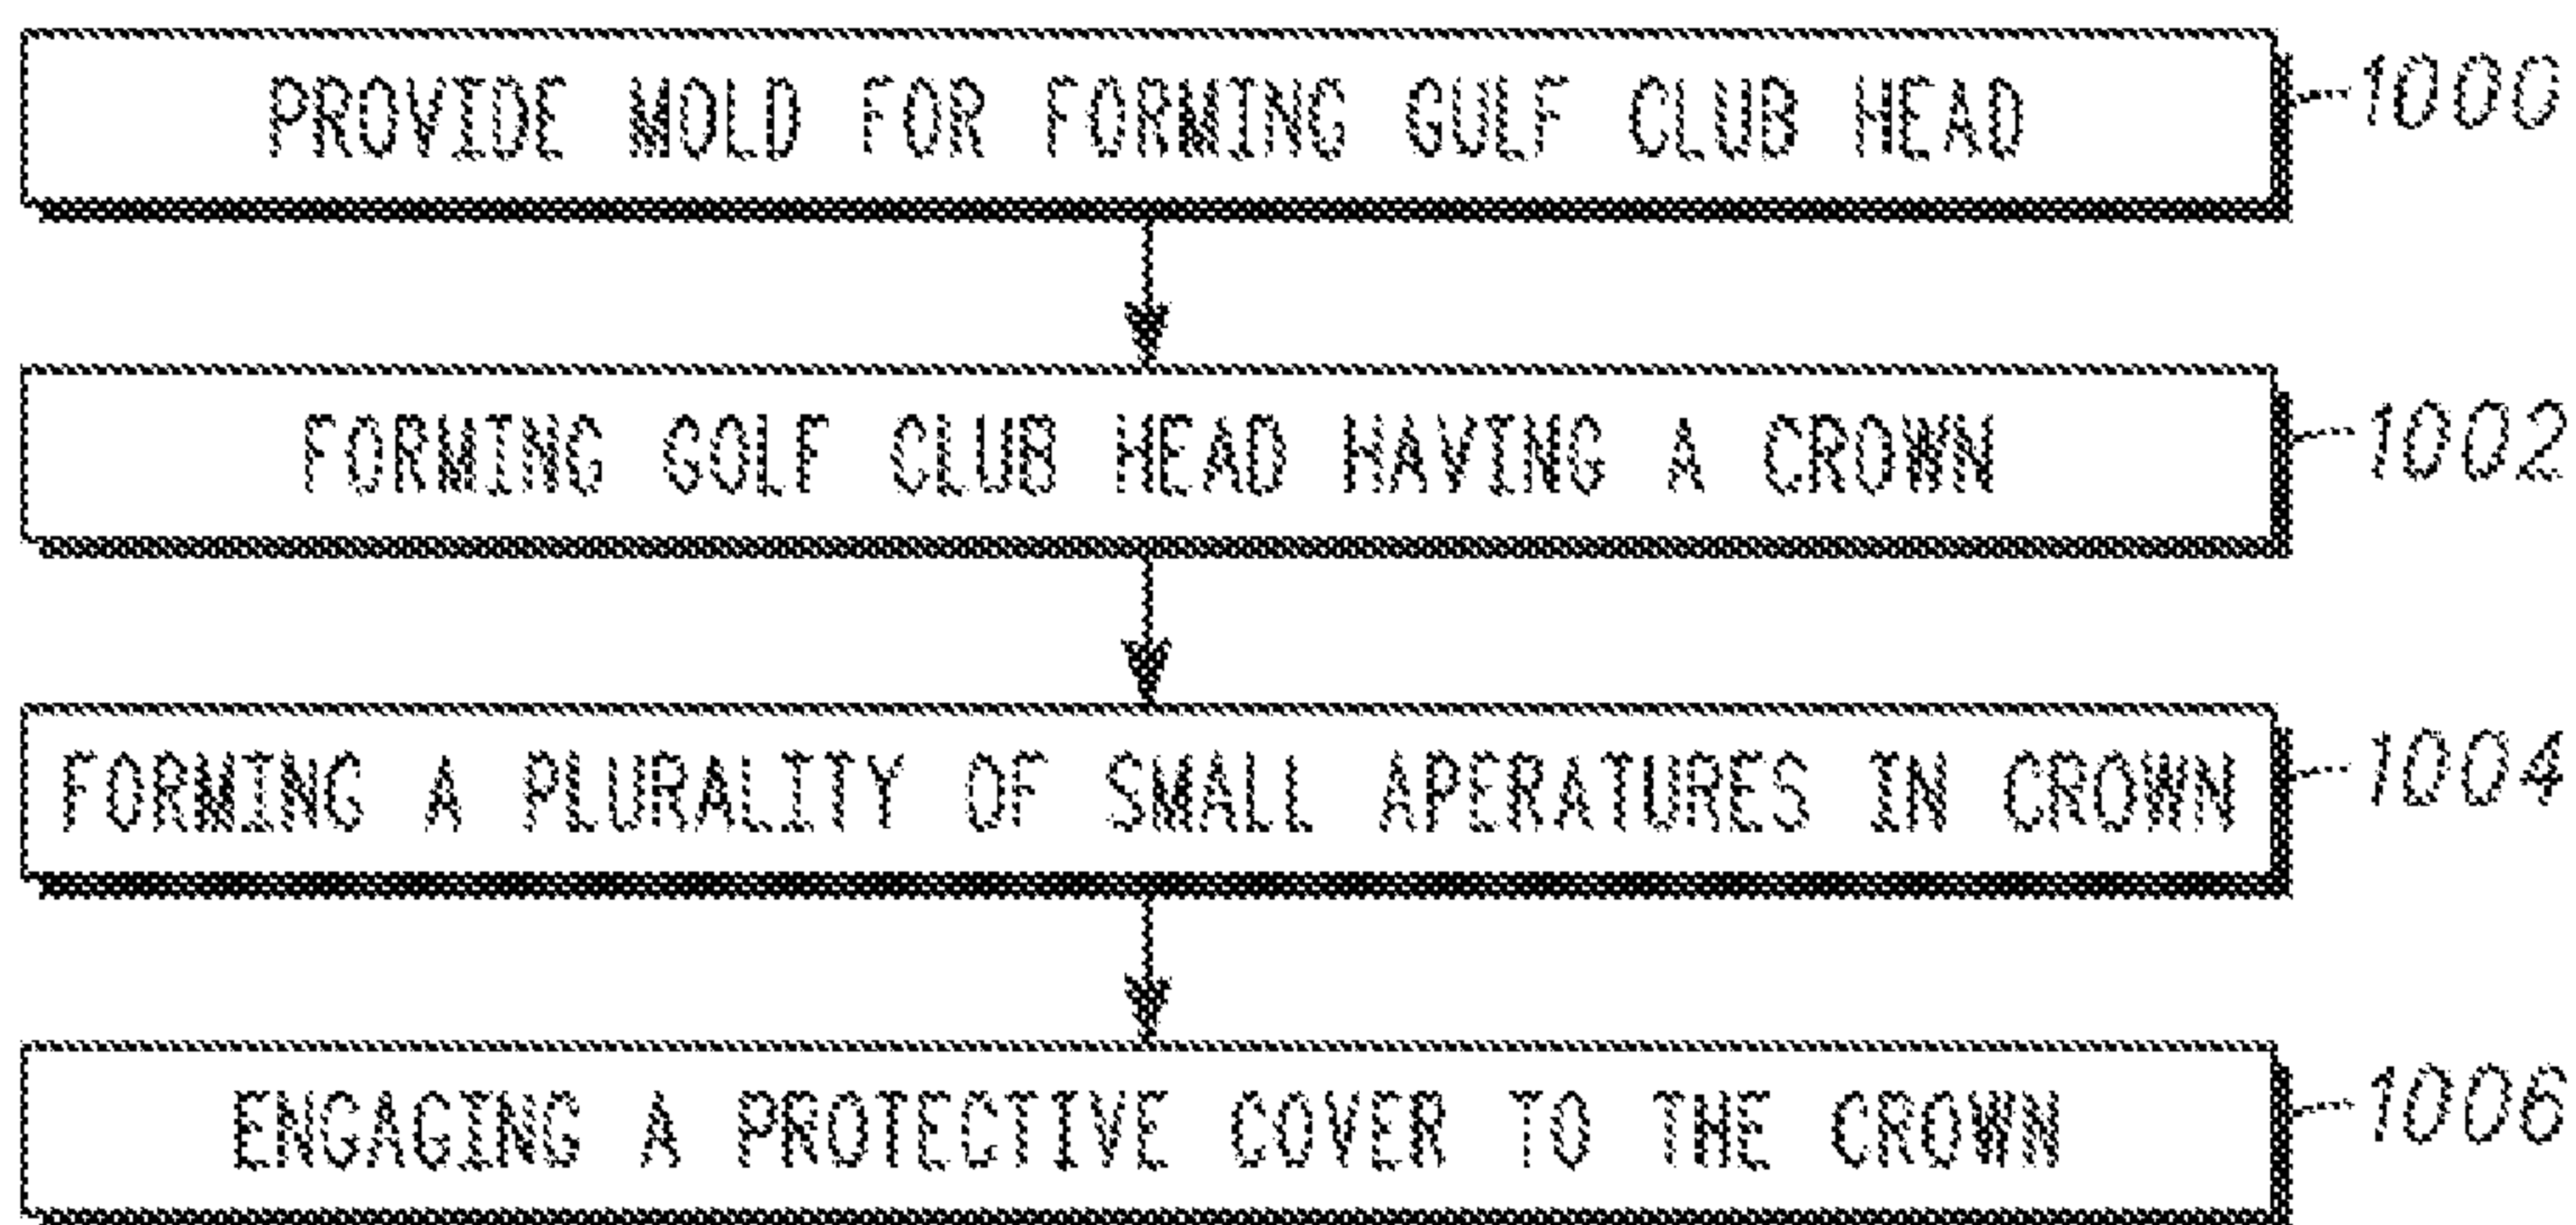 PROVIDE MOLD FOR FORMING GULF CLUB HEAD 1000
FORMING GOLF CLUB HEAD HAVING A CROWN 1002
FORMING A PLURALITY OF SMALL APERATURES IN CROWN 1004
ENGAGING A PROTECTIVE COVER TO THE CROWN 1006